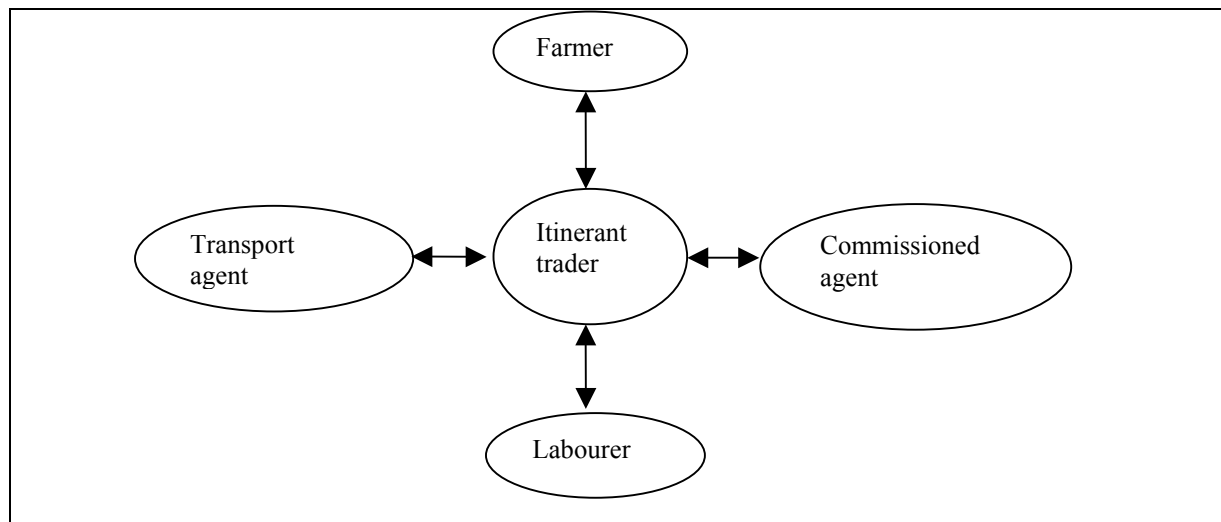 Farmer
Transport
agent
Itinerant
trader
Commissioned
agent
Labourer